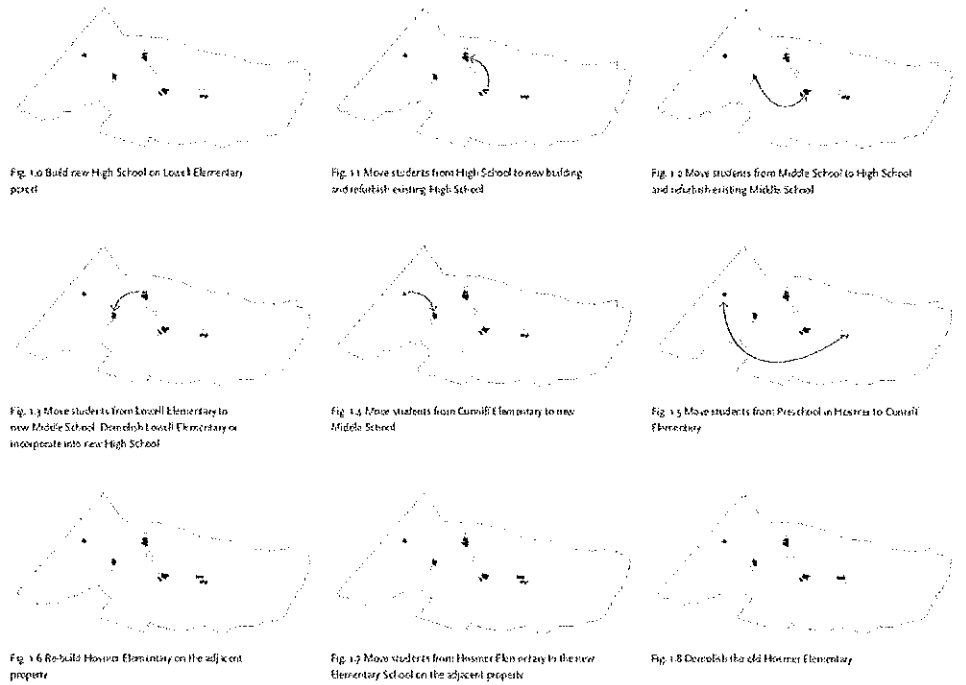 Fig. 1.0 Build new High School on Lowell Elementary
parcel
Fig. 1.1 Move students from High School to new building
and refurbish existing High School
Fig. 1.2 Move students from Middle School to High School
and refurbish existing Middle School
Fig. 1.3 Move students from Lowell Elementary to
new Middle School. Demolish Lowell Elementary or
incorporate into new High School
Fig. 1.4 Move students from Cunniff Elementary to new
Middle School
Fig. 1.5 Move students from Preschool in Hosmer to Cunniff
Elementary
Fig. 1.6 Re-build Hosmer Elementary on the adjacent
property
Fig. 1.7 Move students from Hosmer Elementary to the new
Elementary School on the adjacent property
Fig. 1.8 Demolish the old Hosmer Elementary